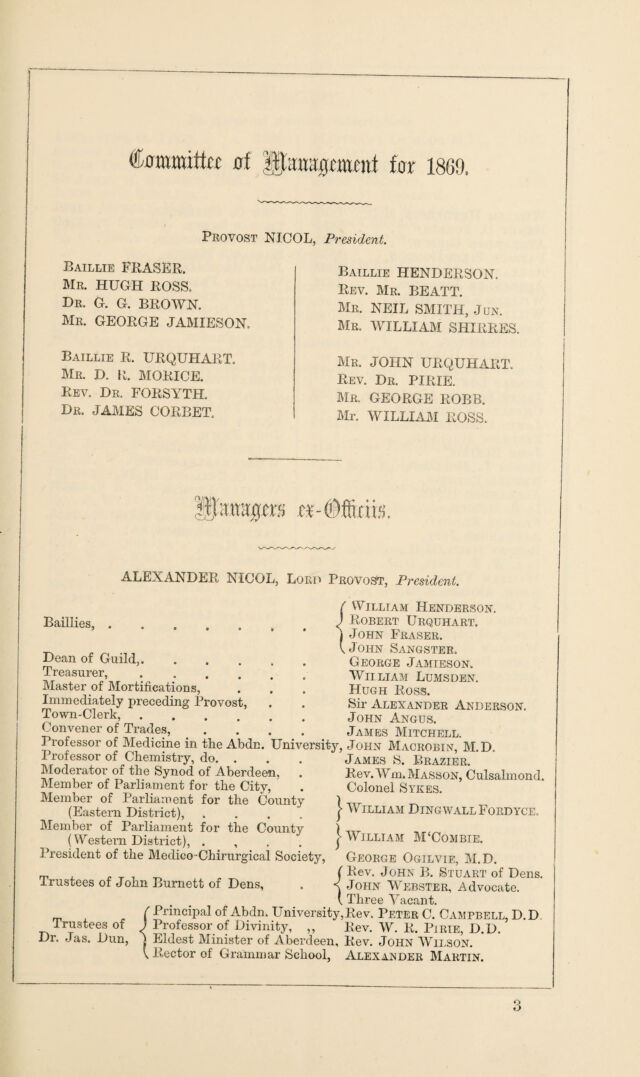 Committee of Management for 1869.
Provost NICOL, President.
Baillie FRASER.
Mr. HUGH ROSS.
Dr. G. G. BROWN.
Mr. GEORGE JAMIESON.
Baillie R. URQUHART.
Mr. D. R. MORICE.
Rev. Dr. FORSYTH.
Dr. JAMES CORBET.
Baillie HENDERSON.
Rev. Mr. BEATT.
Mr. NEIL SMITH, Jun.
Mr. WILLIAM SHIRRES.
Mr. JOHN URQUHART.
Rev. Dr. PIRIE.
Mr. GEORGE ROBB.
Mr. WILLIAM ROSS.
Managers ex-Officiis.
ALEXANDER NICOL, Lord Provost, President.
Baillies, . . . . . . . { William Henderson.
Robert Urquhart.
John Fraser.
John Sangster.
Dean of Guild,. . . . . . George Jamieson.
Treasurer, . . . . . . William Lumsden.
Master of Mortifications, . . . Hugh Ross.
Immediately preceding Provost, . . Sir Alexander Anderson.
Town-Clerk, . . . . . . John Angus.
Convener of Trades, . . . . James Mitchell.
Professor of Medicine in the Abdn. University, John Macrobin, M.D.
Professor of Chemistry, do. . . . James S. Brazier.
Moderator of the Synod of Aberdeen, . Rev. Wm. Masson, Culsalmond.
Member of Parliament for the City, . Colonel Sykes.
Member of Parliament for the County
(Eastern District), . . . . } William Dingwall Fordyce.
Member of Parliament for the County
(Western District), . . . . } William M'Combie.
President of the Medico-Chirurgical Society, George Ogilvie, M.D.
Trustees of John Burnett of Dens, . { Rev. John B. Stuart of Dens.
John Webster, Advocate.
Three Vacant.
Trustees of Dr. Jas. Dun, { Principal of Abdn. University, Rev. Peter C. Campbell, D.D.
Professor of Divinity, ,, Rev. W. R. Pirie, D.D.
Eldest Minister of Aberdeen, Rev. John Wilson.
Rector of Grammar School, Alexander Martin.
3